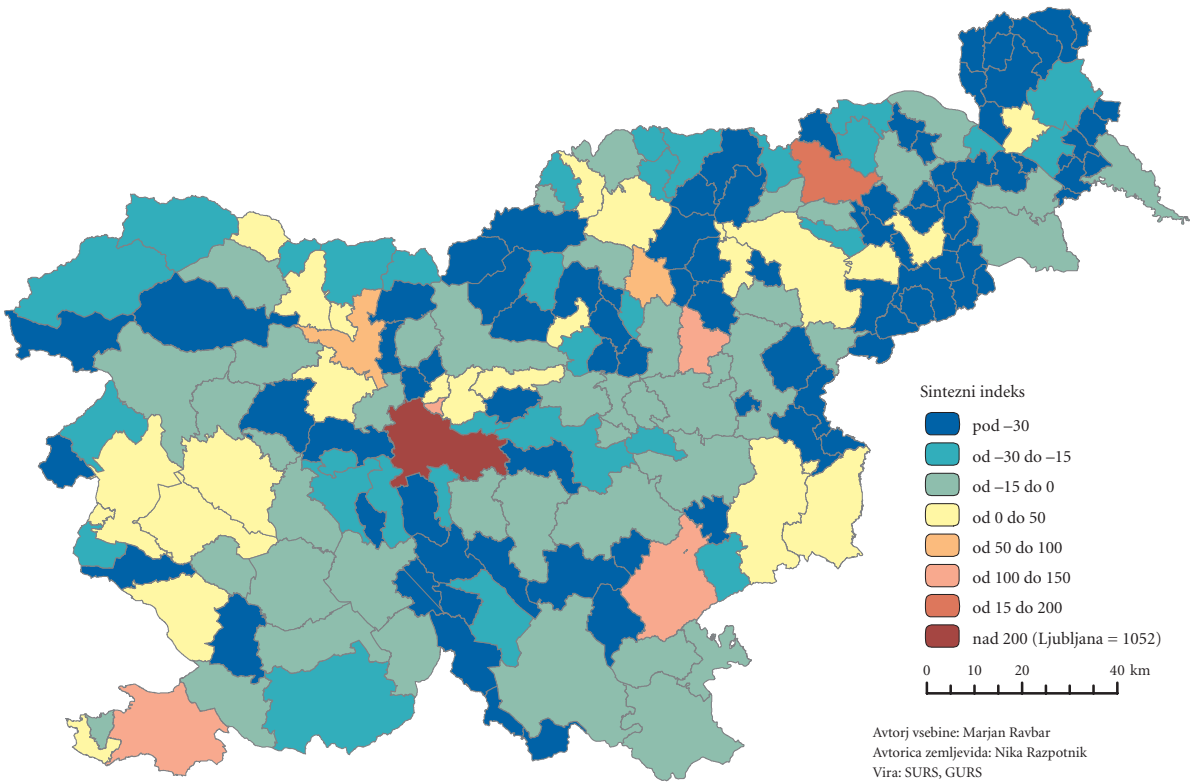 Sintezni indeks
pod –30
od –30 do –15
od –15 do 0
od 0 do 50
od 50 do 100
od 100 do 150
od 15 do 200
nad 200 (Ljubljana = 1052)
0 10 20 40 km
Avtorj vsebine: Marjan Ravbar
Avtorica zemljevida: Nika Razpotnik
Vira: SURS, GURS